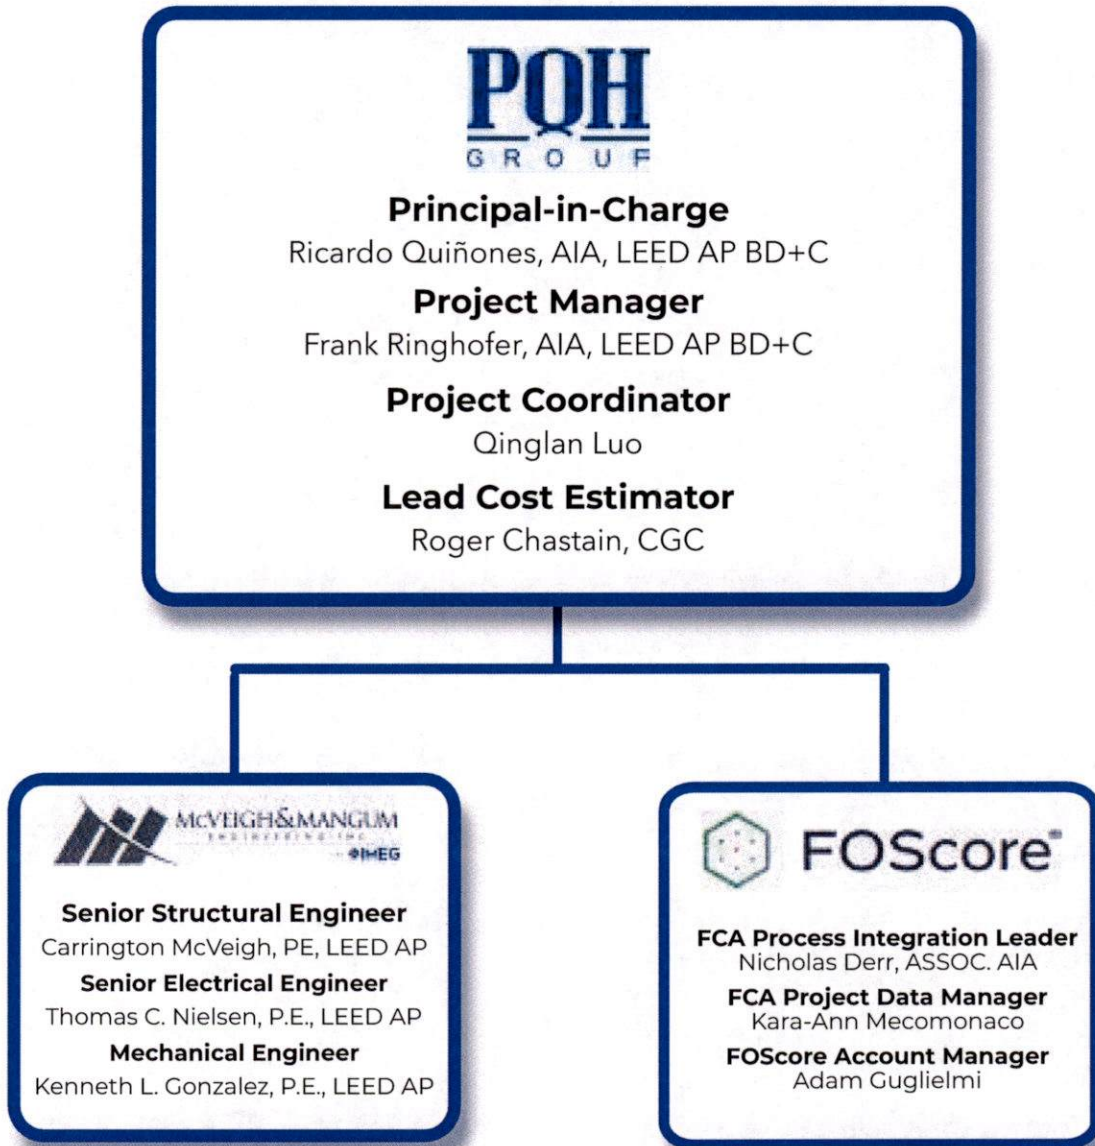 PQH
GROUP
Principal-in-Charge
Ricardo Quiñones, AIA, LEED AP BD+C
Project Manager
Frank Ringhofer, AIA, LEED AP BD+C
Project Coordinator
Qinglan Luo
Lead Cost Estimator
Roger Chastain, CGC
McVEIGH&MANGUM
ENGINEERING INC.
IMEG
Senior Structural Engineer
Carrington McVeigh, PE, LEED AP
Senior Electrical Engineer
Thomas C. Nielsen, P.E., LEED AP
Mechanical Engineer
Kenneth L. Gonzalez, P.E., LEED AP
FOScore®
FCA Process Integration Leader
Nicholas Derr, ASSOC. AIA
FCA Project Data Manager
Kara-Ann Mecomonaco
FOScore Account Manager
Adam Guglielmi